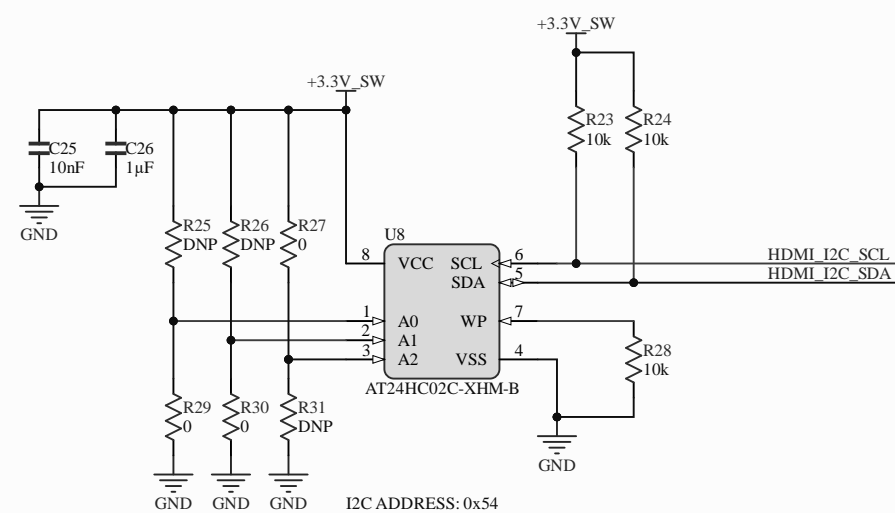 +3.3V_SW
+3.3V_SW
R23
10k
R24
10k
C25
10nF
C26
1µF
GND
R25
DNP
R26
DNP
R27
0
U8
8
VCC
SCL
6
HDMI_I2C_SCL
SDA
5
HDMI_I2C_SDA
1
A0
WP
7
2
A1
3
A2
VSS
4
R28
10k
AT24HC02C-XHM-B
R29
0
R30
0
R31
DNP
GND
GND
GND
GND
I2C ADDRESS: 0x54